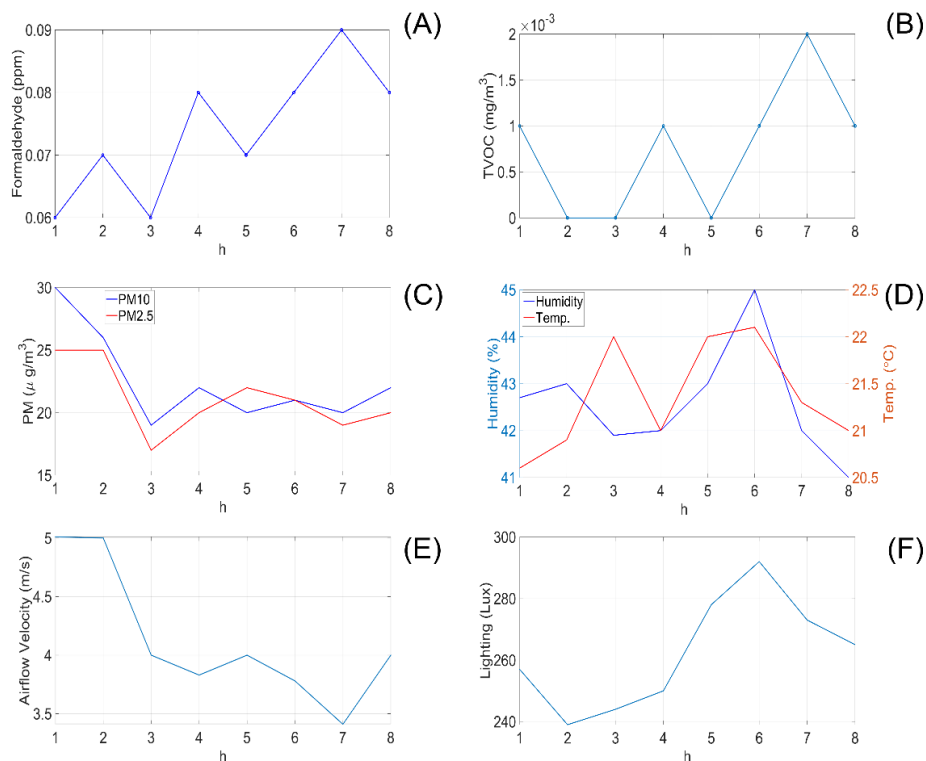 (A)
Formaldehyde (ppm)
0.09
0.08
0.07
0.06
1 2 3 4 5 6 7 8
h
(B)
×10⁻³
TVOC (mg/m³)
2
1.5
1
0.5
0
1 2 3 4 5 6 7 8
h
(C)
PM10
PM2.5
PM (μ g/m³)
30
25
20
15
1 2 3 4 5 6 7 8
h
(D)
Humidity
Temp.
Humidity (%)
45
44
43
42
41
Temp. (°C)
22.5
22
21.5
21
20.5
1 2 3 4 5 6 7 8
h
(E)
Airflow Velocity (m/s)
5
4.5
4
3.5
1 2 3 4 5 6 7 8
h
(F)
Lighting (Lux)
300
280
260
240
1 2 3 4 5 6 7 8
h